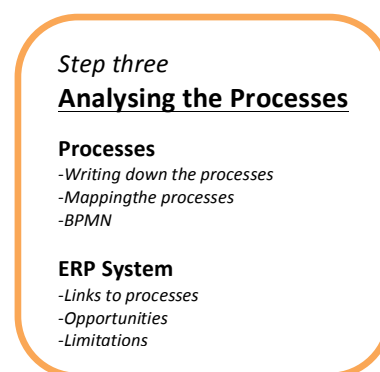 Step three
Analysing the Processes
Processes
-Writing down the processes
-Mappingthe processes
-BPMN
ERP System
-Links to processes
-Opportunities
-Limitations